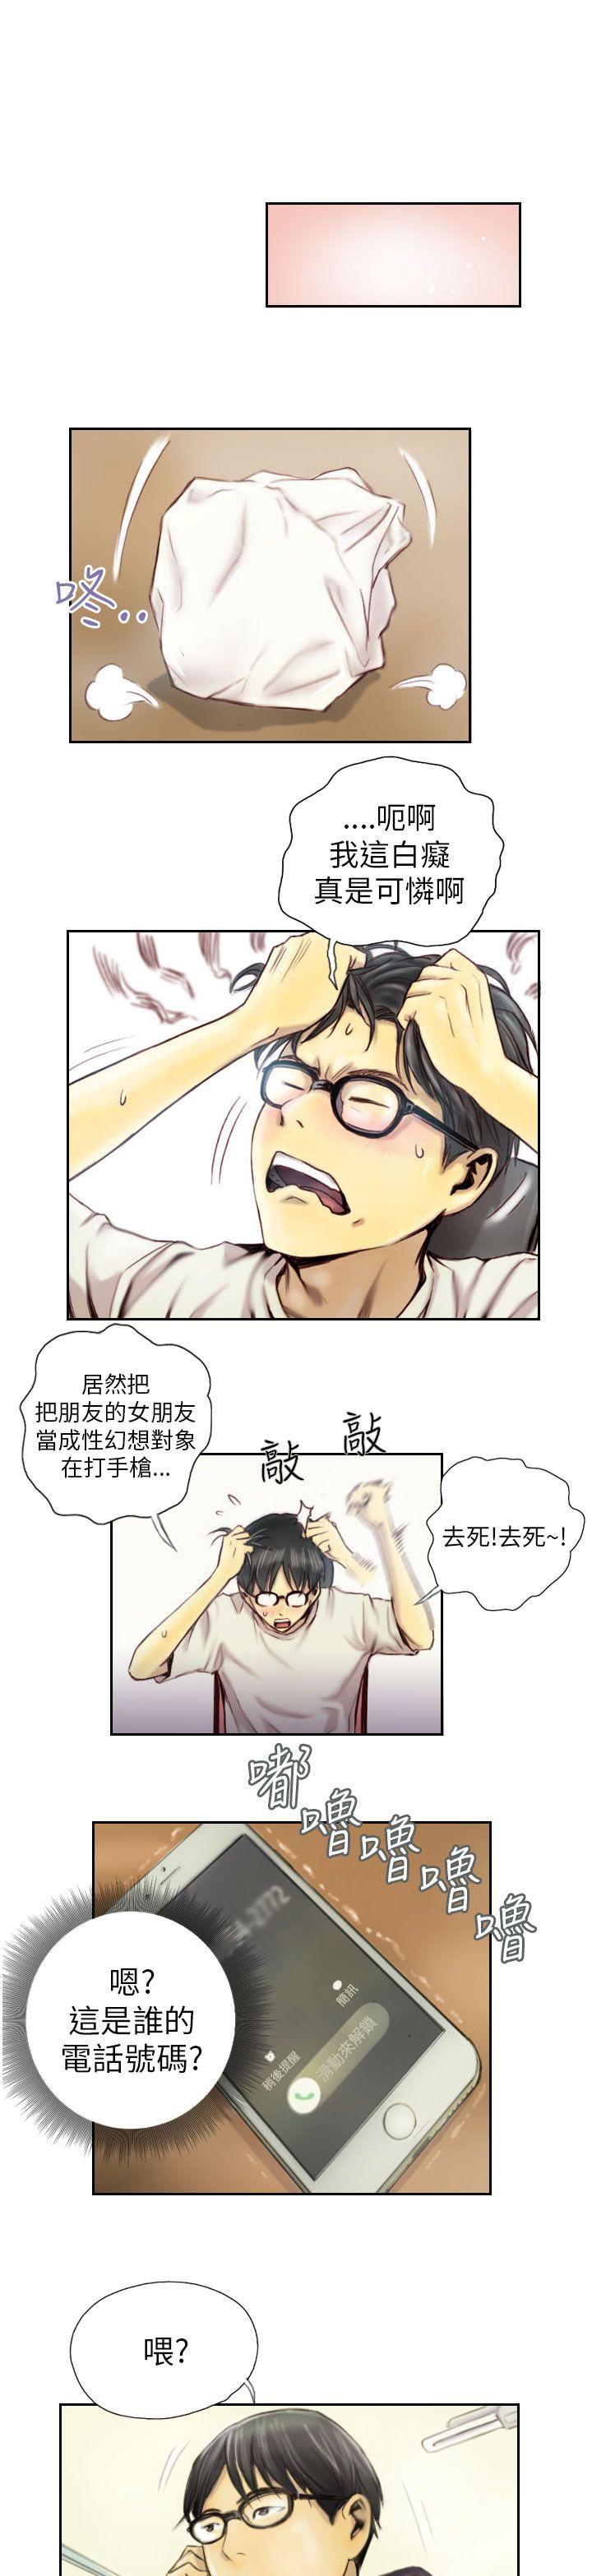 咚..
....呃啊
我這白癡
真是可憐啊
居然把
把朋友的女朋友
當成性幻想對象
在打手槍...
敲 敲
去死!去死~!
嘟嚕嚕嚕嚕
-2772
嗯?
這是誰的
電話號碼?
簡訊
稍後提醒
滑動來解鎖
喂?